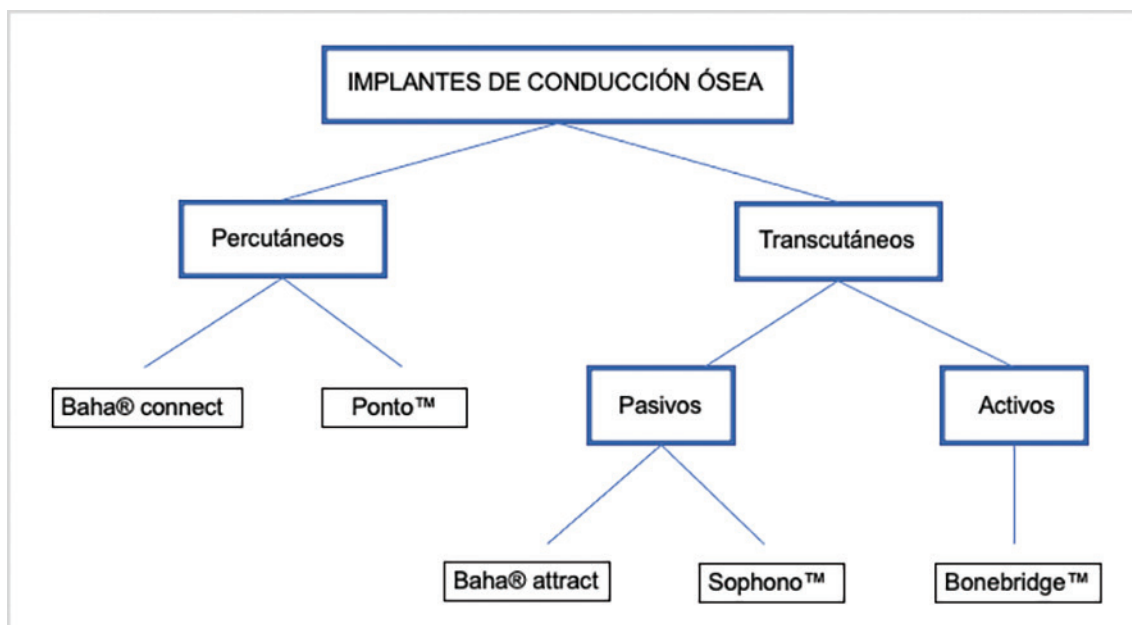 IMPLANTES DE CONDUCCIÓN ÓSEA
Percutáneos
Transcutáneos
Baha® connect
Ponto™
Pasivos
Activos
Baha® attract
Sophono™
Bonebridge™